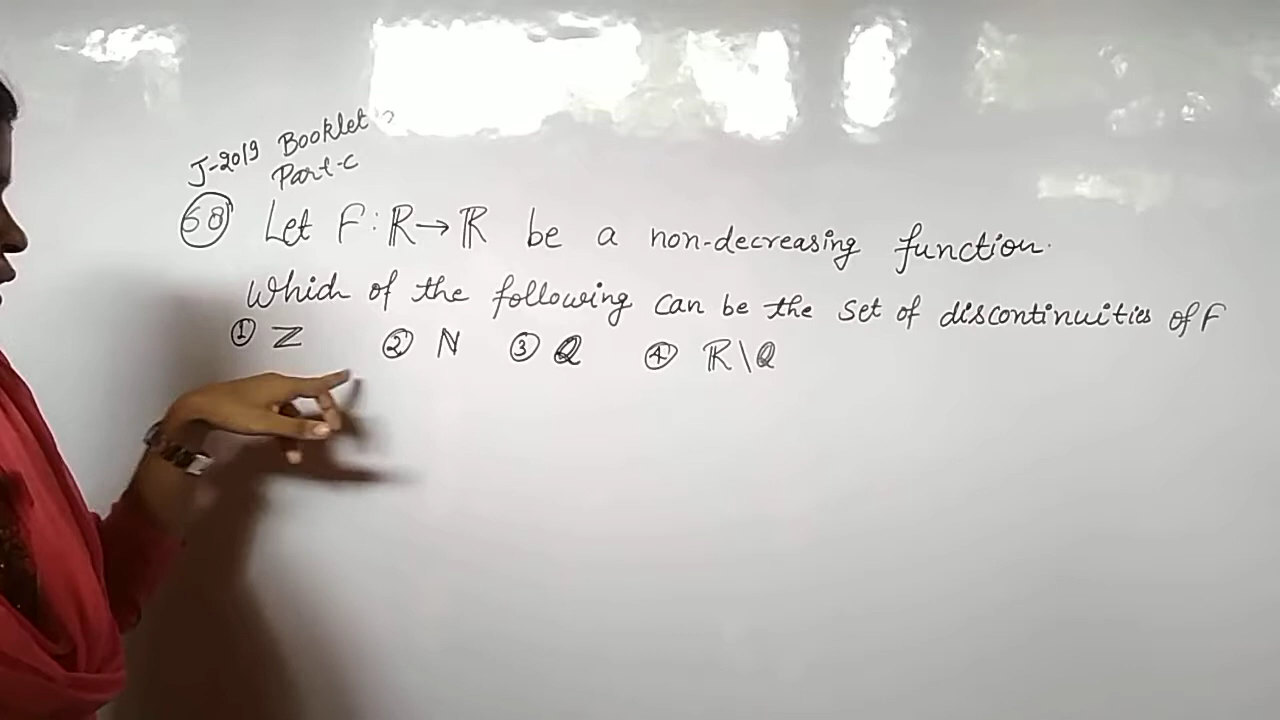 J-2019 Booklet
Part-C
68 Let F: ℝ→ℝ be a non-decreasing function.
Which of the following can be the set of discontinuities of F
① ℤ ② ℕ ③ ℚ ④ ℝ\ℚ